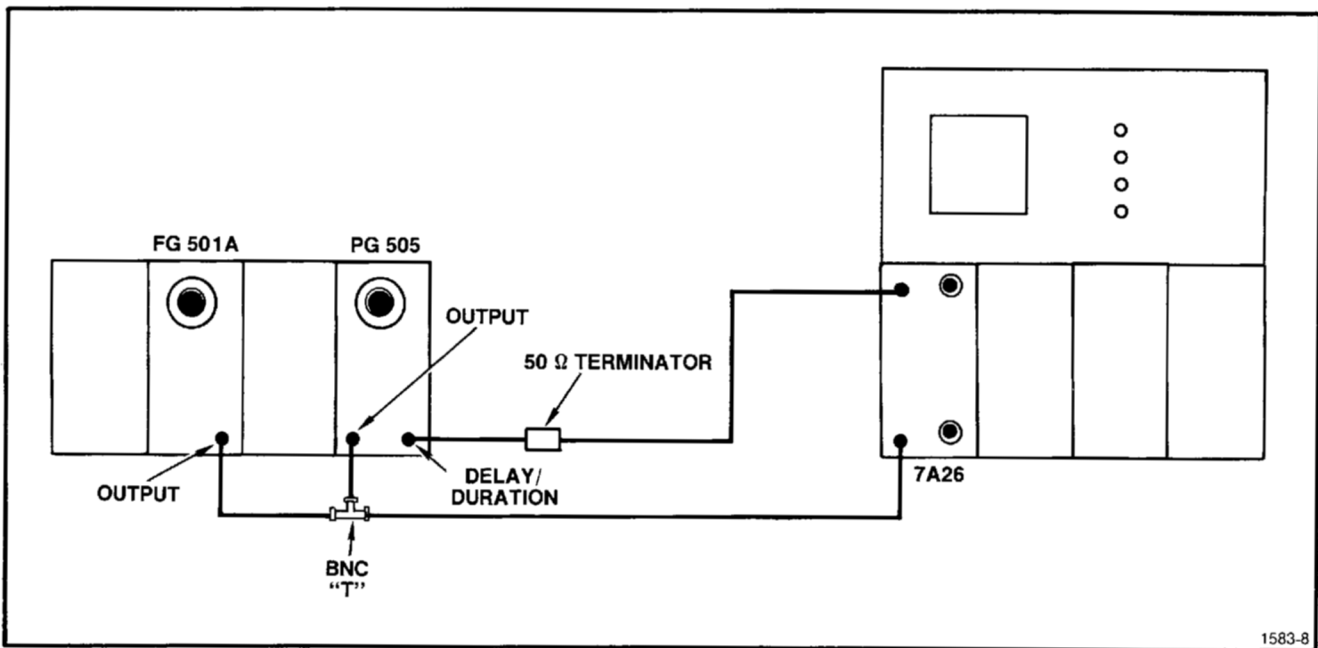 FG 501A
PG 505
OUTPUT
50 Ω TERMINATOR
OUTPUT
DELAY/
DURATION
7A26
BNC
“T”
1583-8